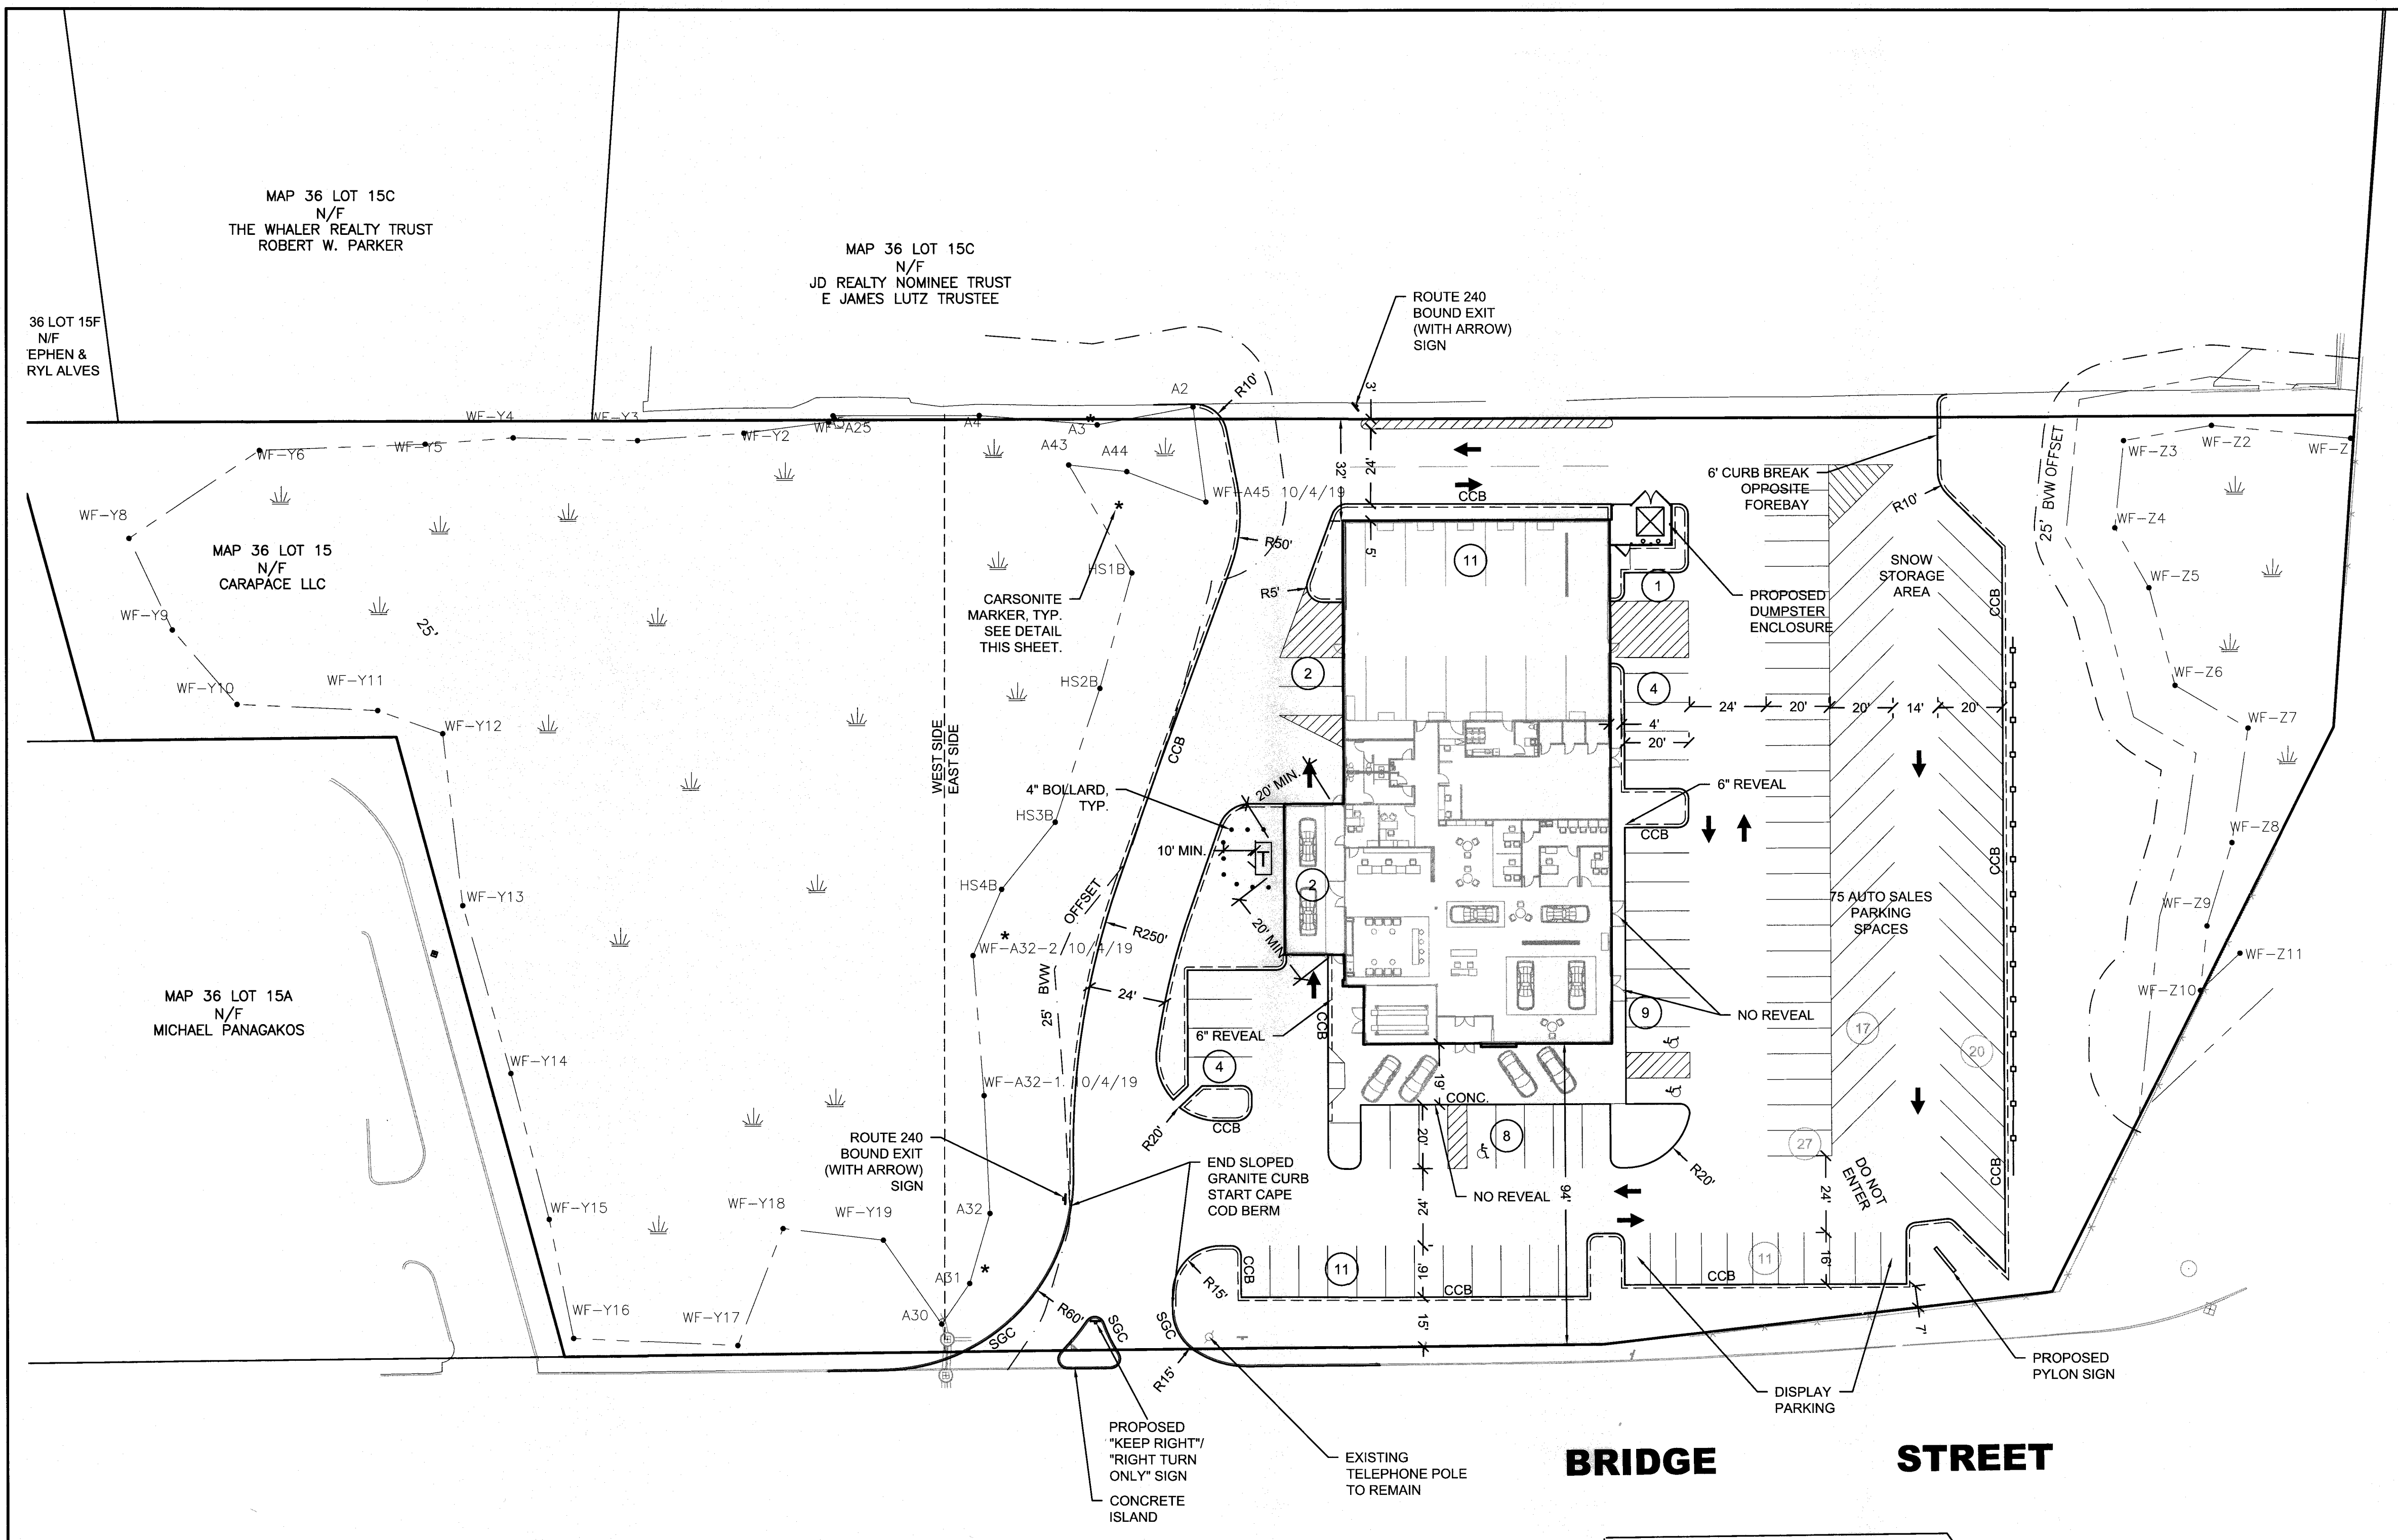 MAP 36 LOT 15C
N/F
THE WHALER REALTY TRUST
ROBERT W. PARKER
MAP 36 LOT 15C
N/F
JD REALTY NOMINEE TRUST
E JAMES LUTZ TRUSTEE
36 LOT 15F
N/F
EPHEN &
RYL ALVES
ROUTE 240
BOUND EXIT
(WITH ARROW)
SIGN
A2
R10'
3'
WF-Y4
WF-Y3
WF-Y2
WF-A25
A4
A3
*
A43
A44
WF-Y6
WF-Y5
WF-A45 10/4/19
32'
24'
CCB
6' CURB BREAK
OPPOSITE
FOREBAY
R10'
25' BVW OFFSET
WF-Z3
WF-Z2
WF-Z
WF-Y8
WF-Z4
MAP 36 LOT 15
N/F
CARAPACE LLC
*
R50'
5'
11
HS1B
CARSONITE
MARKER, TYP.
SEE DETAIL
THIS SHEET.
R5'
1
PROPOSED
DUMPSTER
ENCLOSURE
SNOW
STORAGE
AREA
CCB
WF-Z5
WF-Y9
25'
WF-Y10
WF-Y11
HS2B
2
4
WF-Z6
24'
20'
20'
14'
20'
WF-Y12
WEST SIDE
EAST SIDE
CCB
4'
20'
WF-Z7
4" BOLLARD,
TYP.
20' MIN.
6" REVEAL
HS3B
CCB
WF-Z8
10' MIN.
T
CCB
HS4B
2
OFFSET
75 AUTO SALES
PARKING
SPACES
WF-Y13
WF-Z9
R250'
20' MIN.
*
WF-A32-2 10/4/19
WF-Z11
WF-Z10
MAP 36 LOT 15A
N/F
MICHAEL PANAGAKOS
25' BVW
24'
CCB
6" REVEAL
9
NO REVEAL
17
20
WF-Y14
4
WF-A32-1 10/4/19
19'
CONC.
R20'
CCB
20'
8
27
ROUTE 240
BOUND EXIT
(WITH ARROW)
SIGN
END SLOPED
GRANITE CURB
START CAPE
COD BERM
R20'
DO NOT
ENTER
CCB
NO REVEAL
94'
24'
24'
WF-Y15
WF-Y18
WF-Y19
A32
A31
*
CCB
11
16'
CCB
R15'
11
16'
CCB
WF-Y16
WF-Y17
A30
R60'
SGC
SGC
SGC
15'
7'
R15'
PROPOSED
PYLON SIGN
DISPLAY
PARKING
PROPOSED
"KEEP RIGHT"/
"RIGHT TURN
ONLY" SIGN
CONCRETE
ISLAND
EXISTING
TELEPHONE POLE
TO REMAIN
BRIDGE STREET